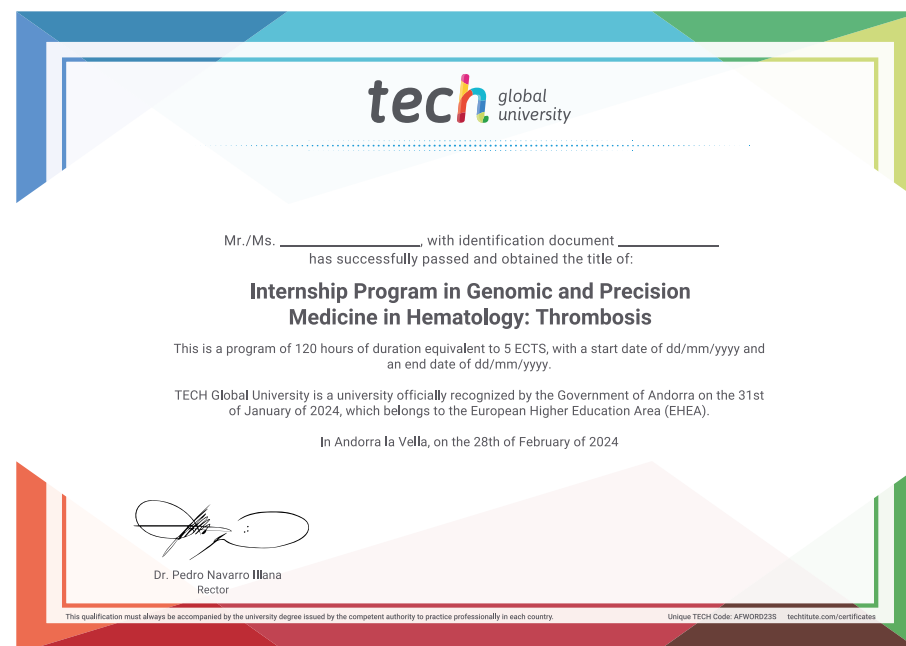 tech global university
Mr./Ms. ____________, with identification document ____________
has successfully passed and obtained the title of:
Internship Program in Genomic and Precision
Medicine in Hematology: Thrombosis
This is a program of 120 hours of duration equivalent to 5 ECTS, with a start date of dd/mm/yyyy and
an end date of dd/mm/yyyy.
TECH Global University is a university officially recognized by the Government of Andorra on the 31st
of January of 2024, which belongs to the European Higher Education Area (EHEA).
In Andorra la Vella, on the 28th of February of 2024
Dr. Pedro Navarro Illana
Rector
This qualification must always be accompanied by the university degree issued by the competent authority to practice professionally in each country.
Unique TECH Code: AFWORD23S techtitute.com/certificates